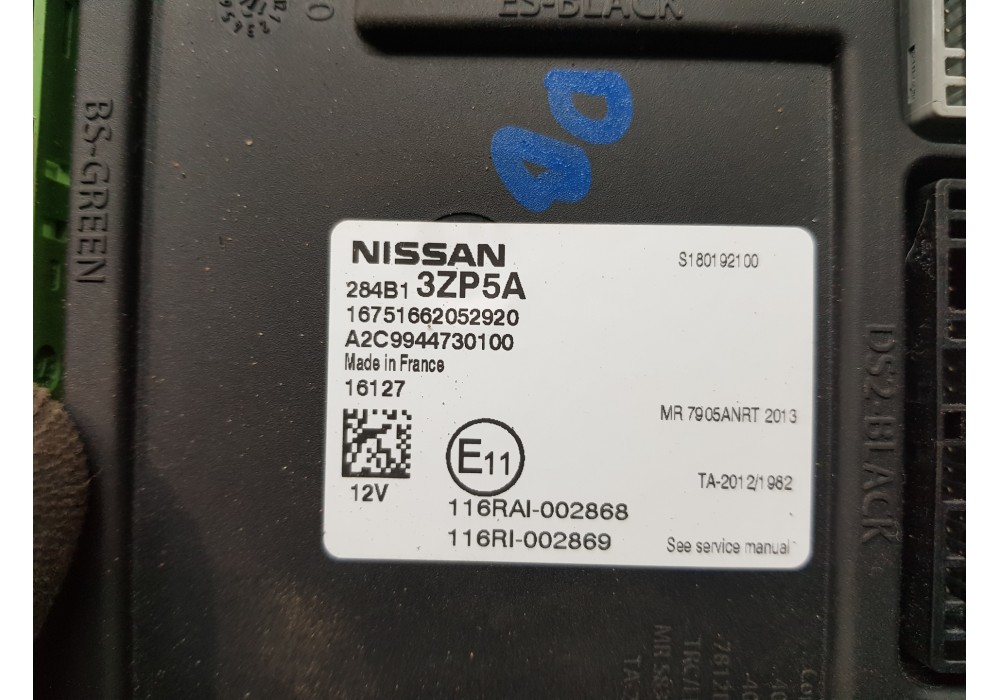 ES-BLACK
BS-GREEN
NISSAN
S180192100
284B1 3ZP5A
16751662052920
A2C9944730100
Made in France
16127
MR 7905ANRT 2013
E11
TA-2012/1982
12V
116RAI-002868
116RI-002869
See service manual
DS2-BLACK